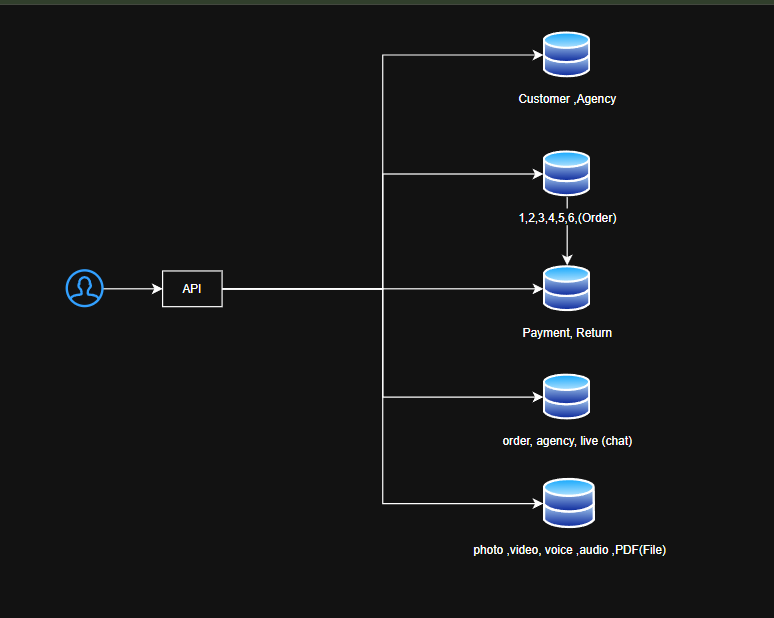 Customer ,Agency
1,2,3,4,5,6,(Order)
API
Payment, Return
order, agency, live (chat)
photo ,video, voice ,audio ,PDF(File)